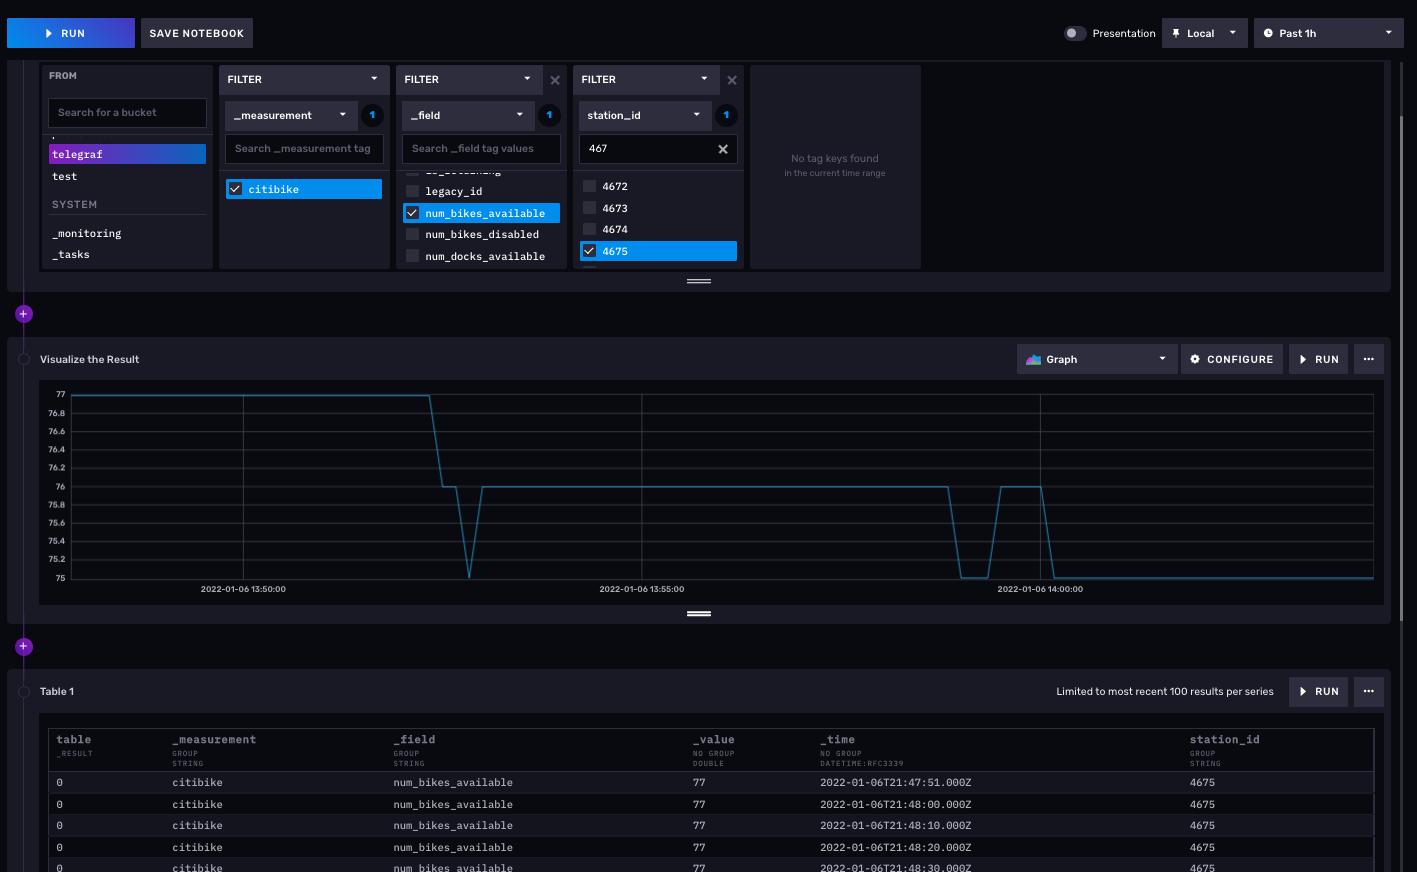 RUN
SAVE NOTEBOOK
Presentation
Local
Past 1h
FROM
Search for a bucket
telegraf
test
SYSTEM
_monitoring
_tasks
FILTER
_measurement
1
Search _measurement tag
citibike
FILTER
_field
1
Search _field tag values
legacy_id
num_bikes_available
num_bikes_disabled
num_docks_available
FILTER
station_id
1
467
4672
4673
4674
4675
No tag keys found
in the current time range
Visualize the Result
Graph
CONFIGURE
RUN
77
76.8
76.6
76.4
76.2
76
75.8
75.6
75.4
75.2
75
2022-01-06 13:50:00
2022-01-06 13:55:00
2022-01-06 14:00:00
Table 1
Limited to most recent 100 results per series
RUN
table _measurement _field _value _time station_id
_RESULT GROUP GROUP NO GROUP NO GROUP GROUP
STRING STRING DOUBLE DATETIME:RFC3339 STRING
0 citibike num_bikes_available 77 2022-01-06T21:47:51.000Z 4675
0 citibike num_bikes_available 77 2022-01-06T21:48:00.000Z 4675
0 citibike num_bikes_available 77 2022-01-06T21:48:10.000Z 4675
0 citibike num_bikes_available 77 2022-01-06T21:48:20.000Z 4675
0 citibike num_bikes_available 77 2022-01-06T21:48:30.000Z 4675